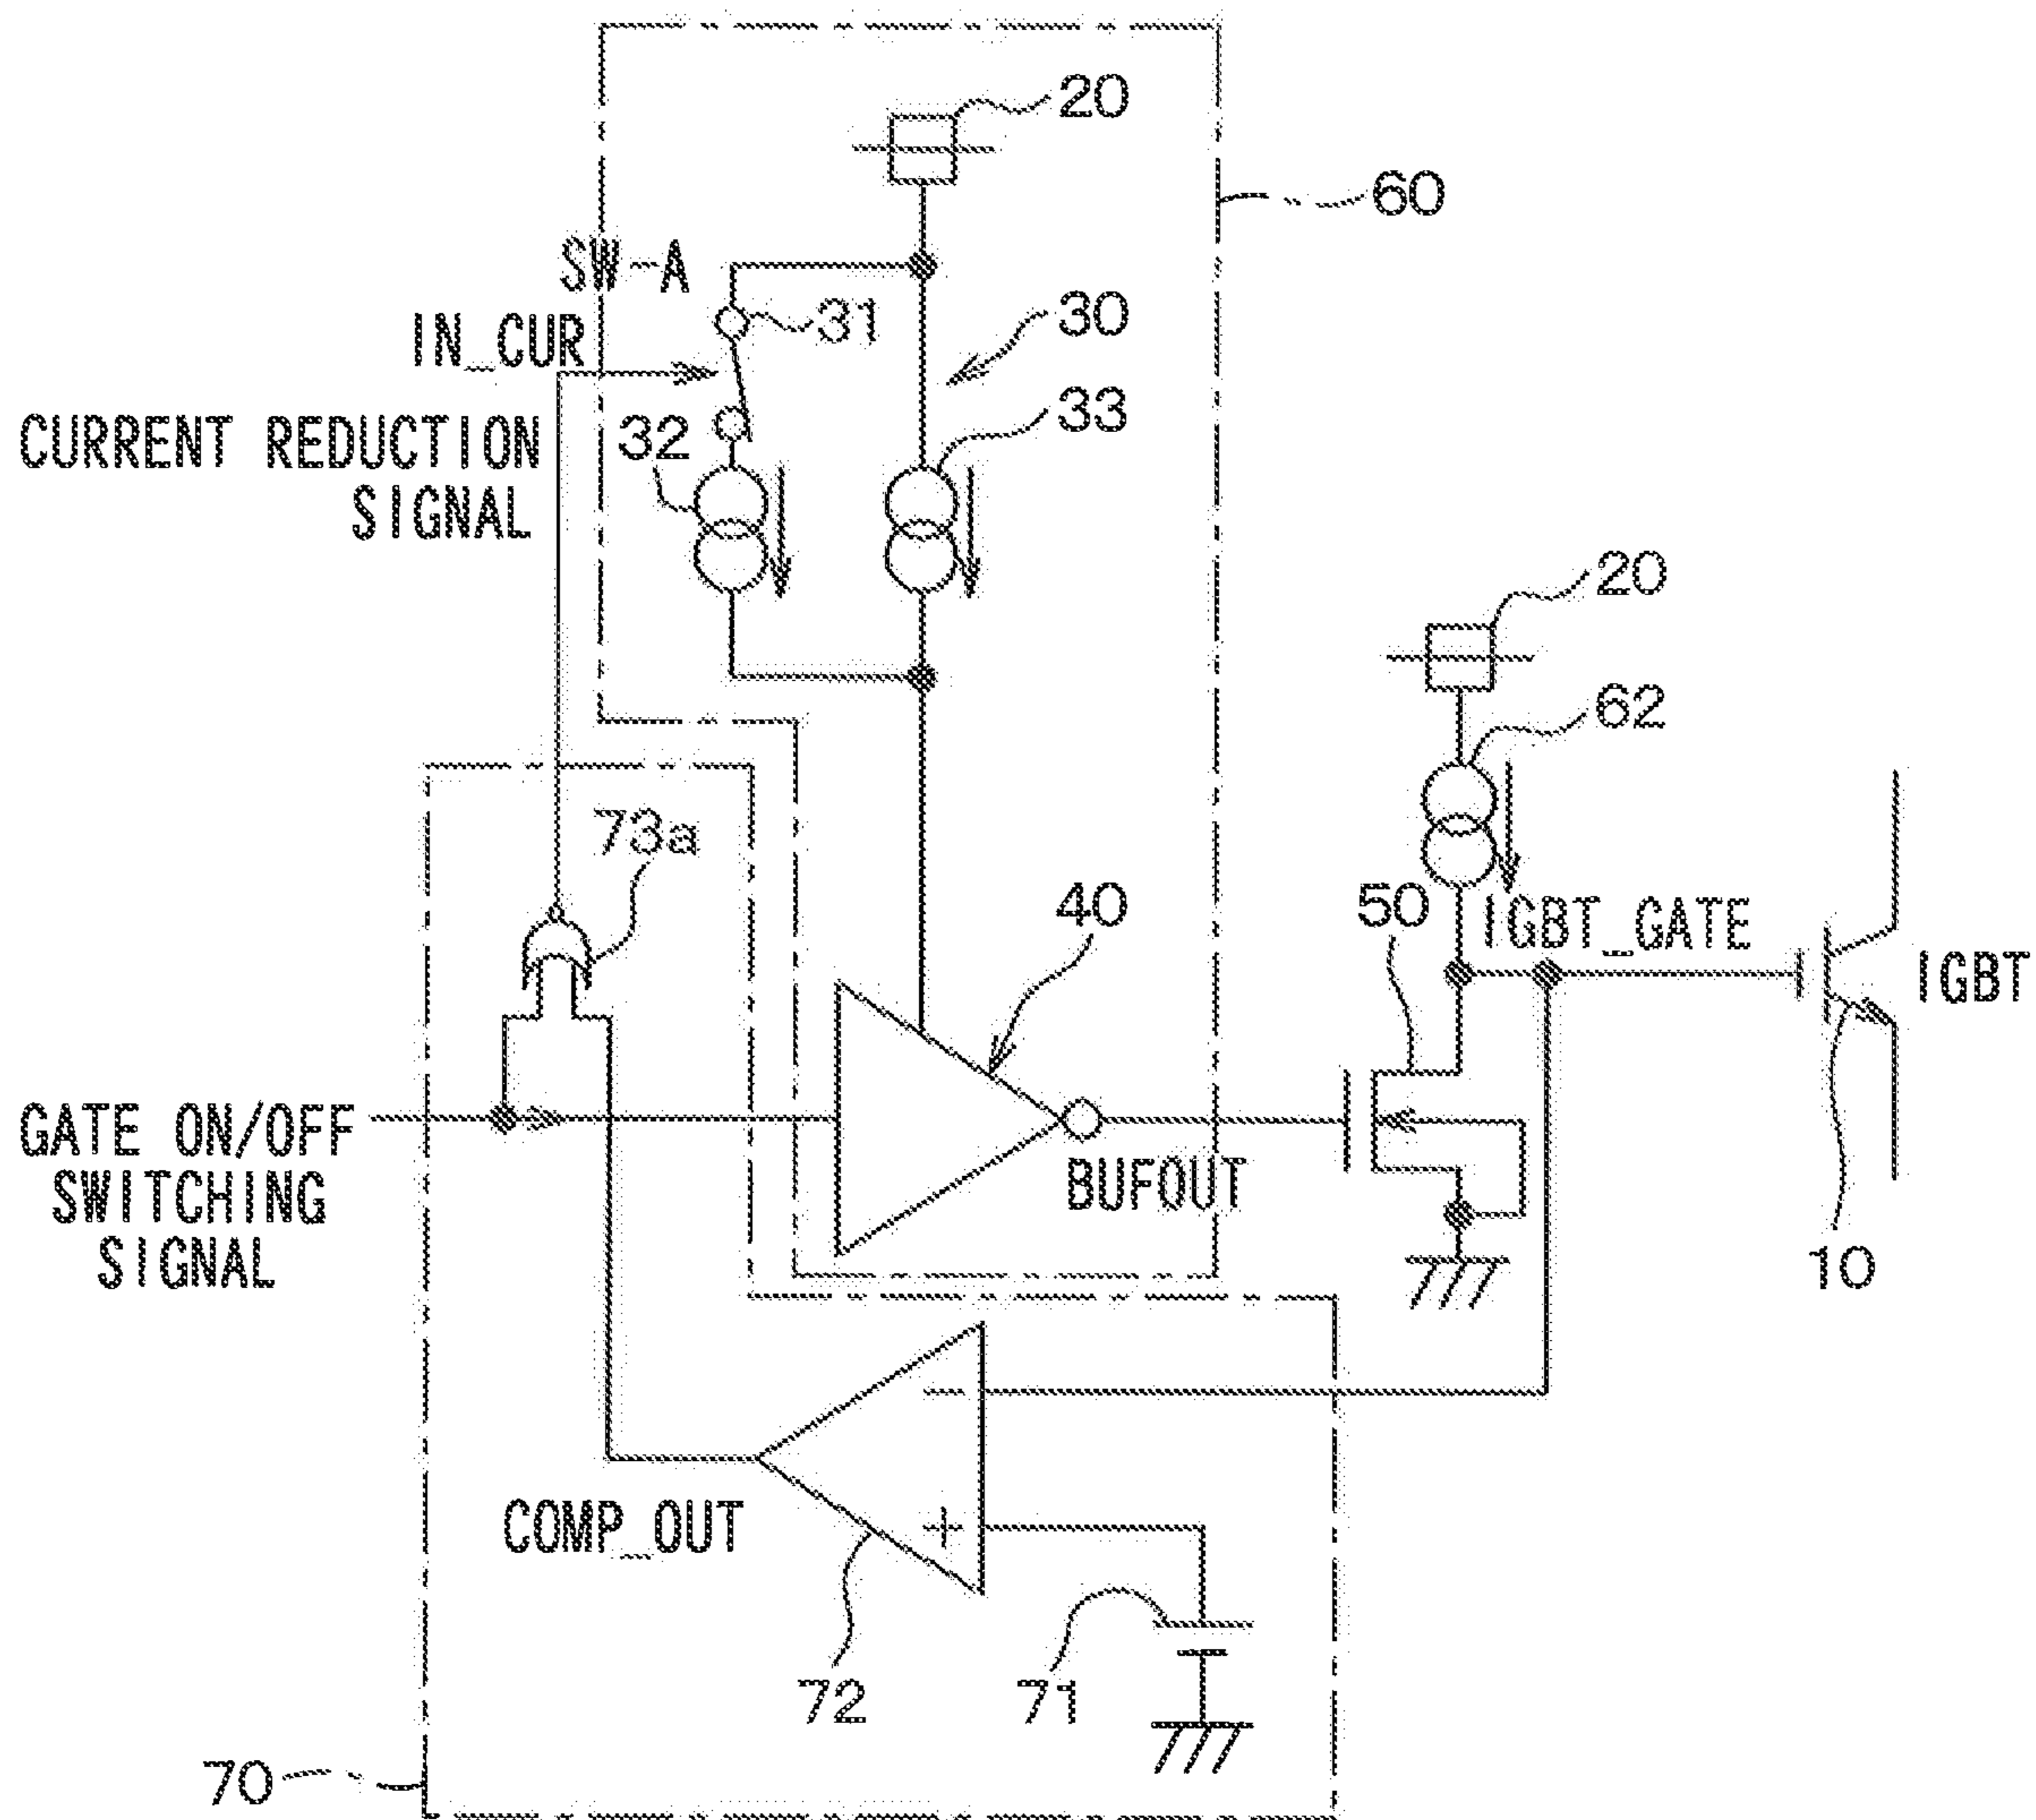 20
60
SW-A
31
30
IN_CUR
33
CURRENT REDUCTION
SIGNAL
32
20
62
73a
40
50
IGBT_GATE
IGBT
GATE ON/OFF
SWITCHING
SIGNAL
BUFOUT
10
COMP_OUT
72
71
70